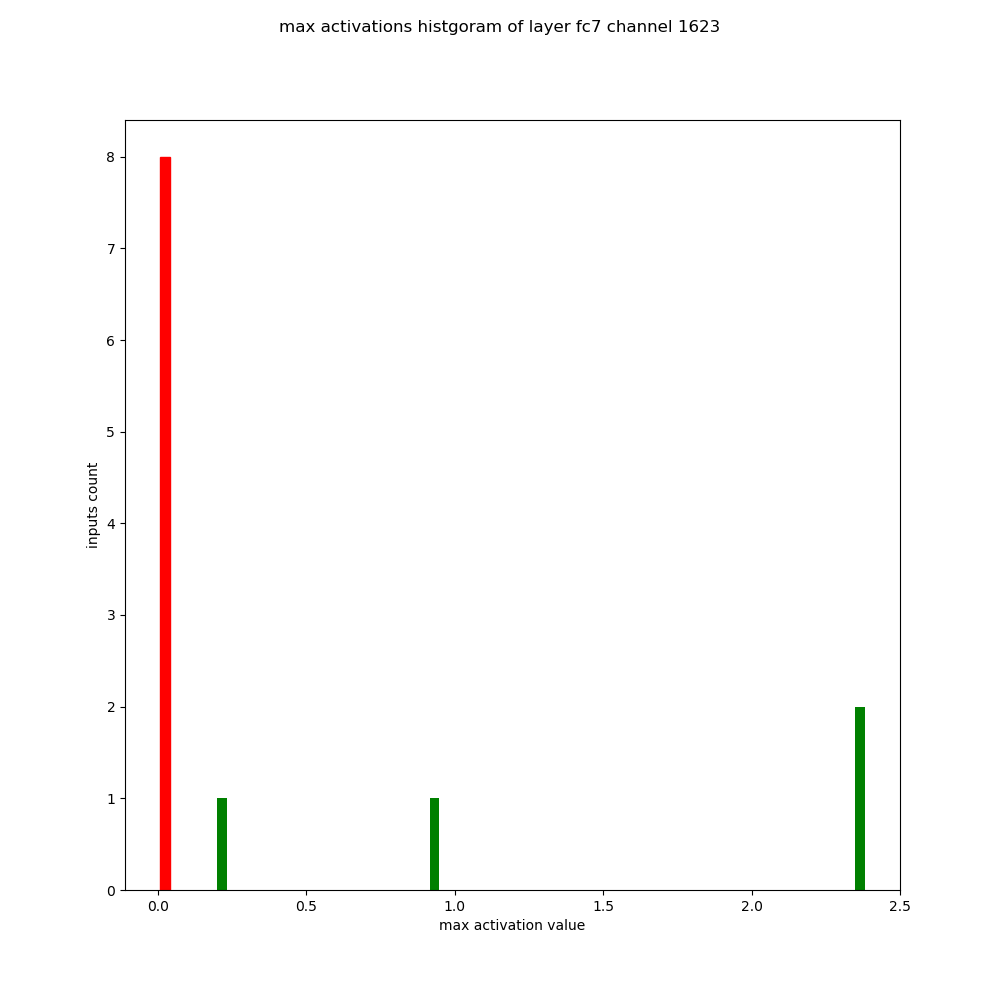 max activations histgoram of layer fc7 channel 1623
8
7
6
5
4
3
2
1
0
inputs count
0.0 0.5 1.0 1.5 2.0 2.5
max activation value